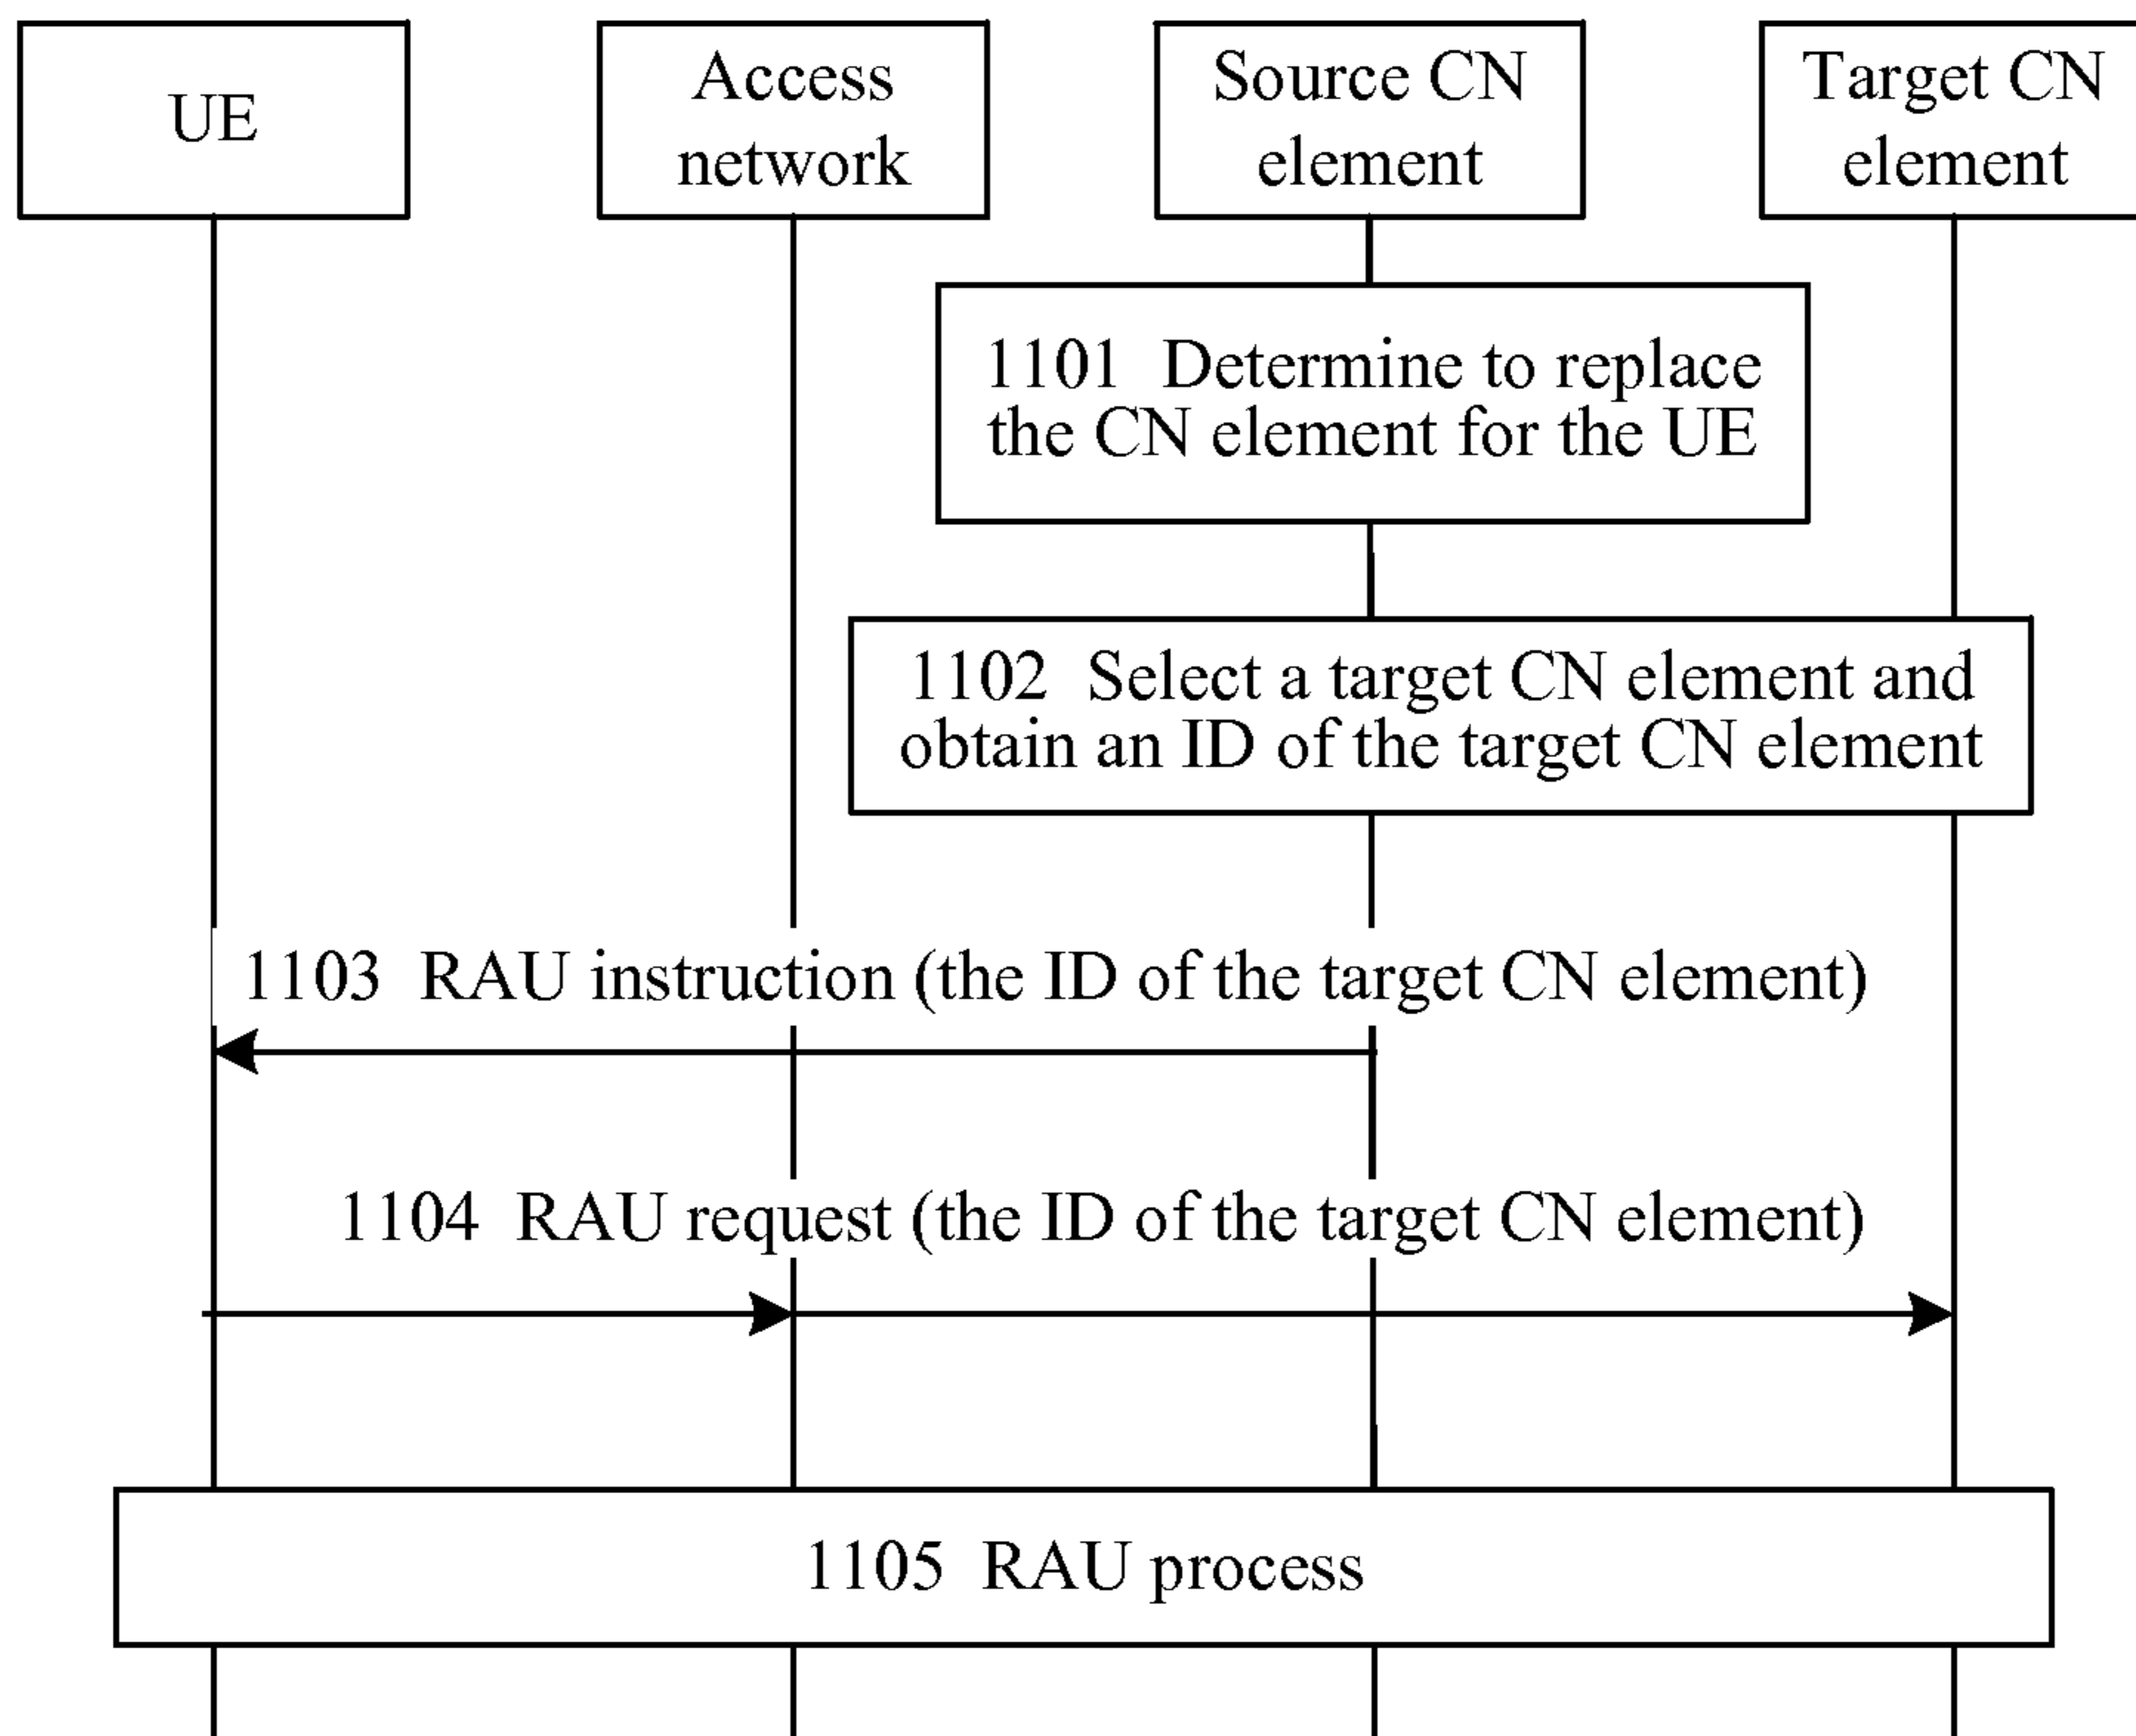 UE
Access
network
Source CN
element
Target CN
element
1101 Determine to replace
the CN element for the UE
1102 Select a target CN element and
obtain an ID of the target CN element
1103 RAU instruction (the ID of the target CN element)
1104 RAU request (the ID of the target CN element)
1105 RAU process